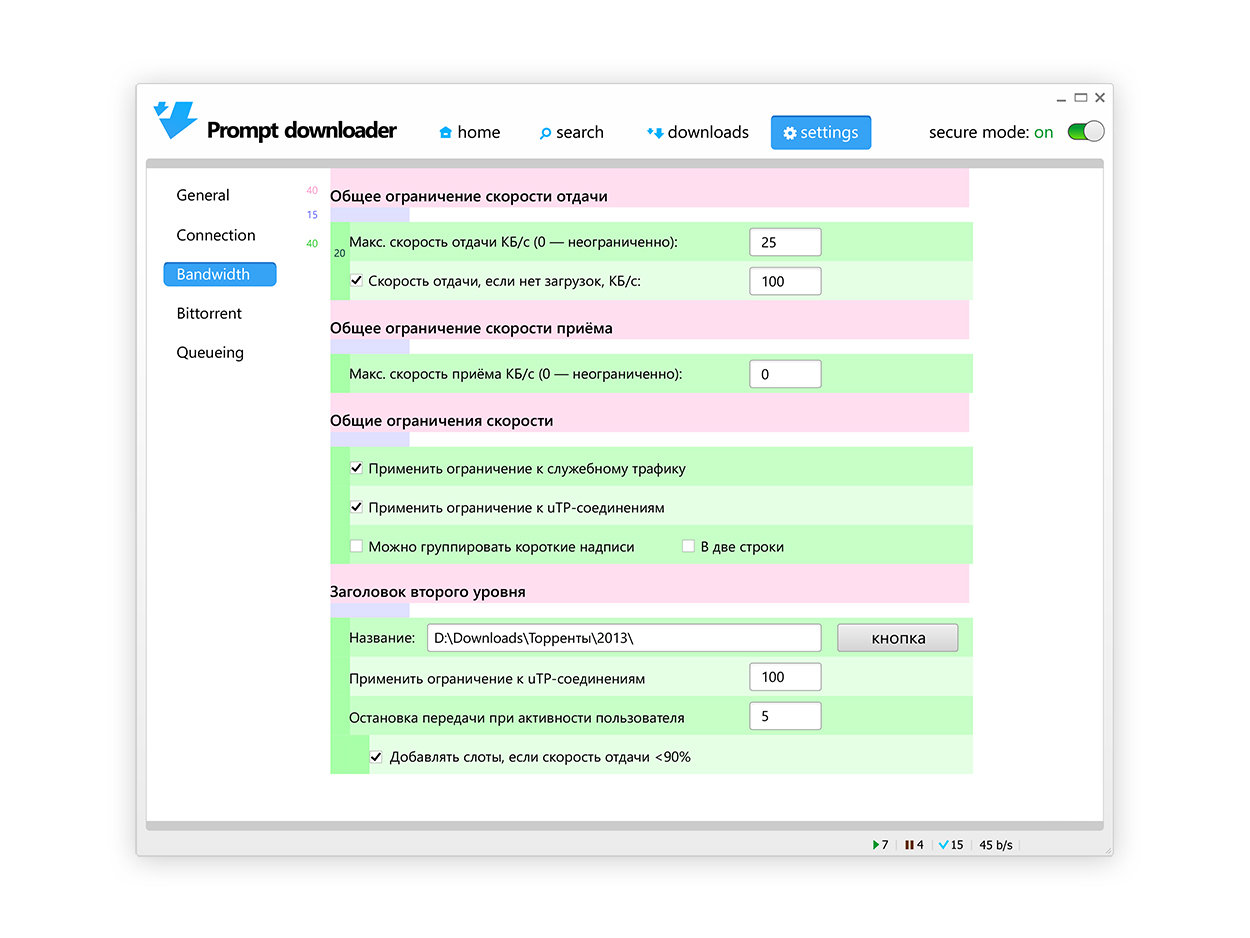 Prompt downloader home search downloads settings secure mode: on
General
Connection
Bandwidth
Bittorrent
Queueing
40
15
40
20
Общее ограничение скорости отдачи
Макс. скорость отдачи КБ/с (0 — неограниченно): 25
Скорость отдачи, если нет загрузок, КБ/с: 100
Общее ограничение скорости приёма
Макс. скорость приёма КБ/с (0 — неограниченно): 0
Общие ограничения скорости
Применить ограничение к служебному трафику
Применить ограничение к uTP-соединениям
Можно группировать короткие надписи В две строки
Заголовок второго уровня
Название: D:\Downloads\Торренты\2013\ кнопка
Применить ограничение к uTP-соединениям 100
Остановка передачи при активности пользователя 5
Добавлять слоты, если скорость отдачи <90%
7 4 15 45 b/s